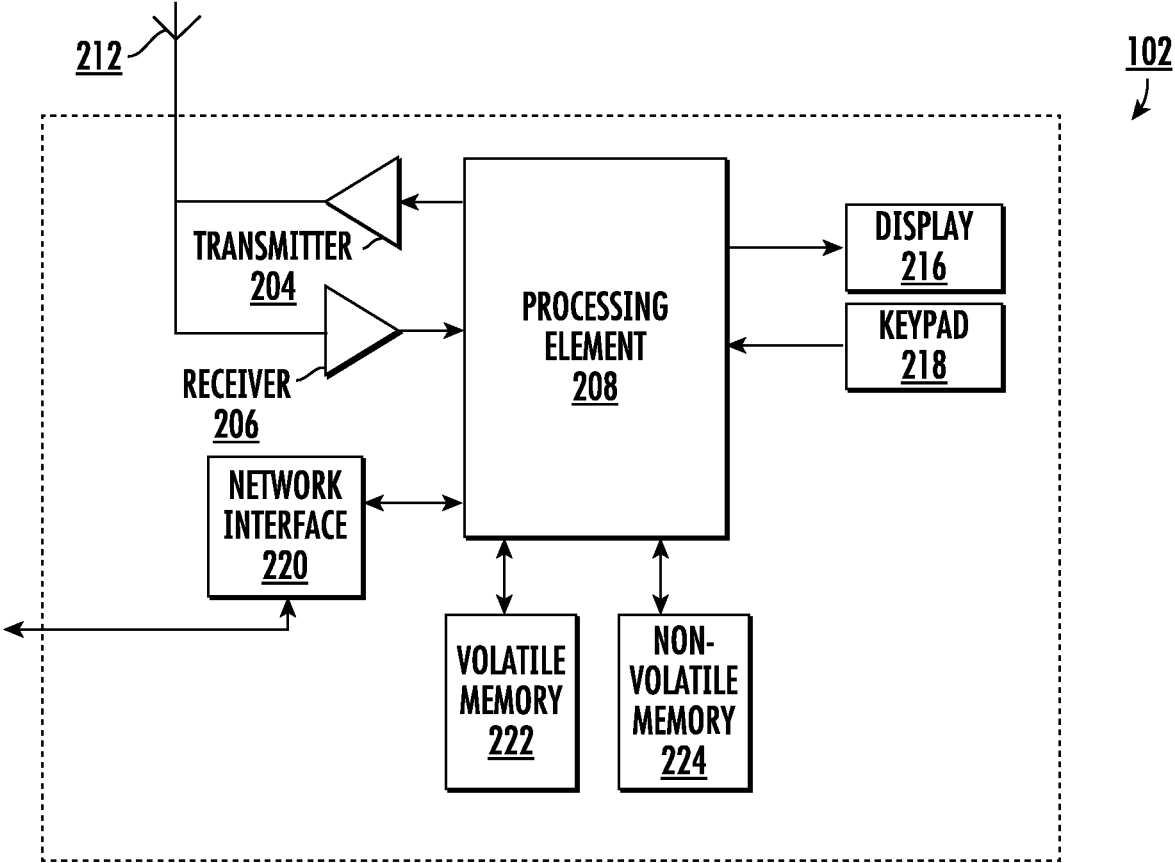 212
102
TRANSMITTER
204
DISPLAY
216
PROCESSING
ELEMENT
208
KEYPAD
218
RECEIVER
206
NETWORK
INTERFACE
220
VOLATILE
MEMORY
222
NON-
VOLATILE
MEMORY
224